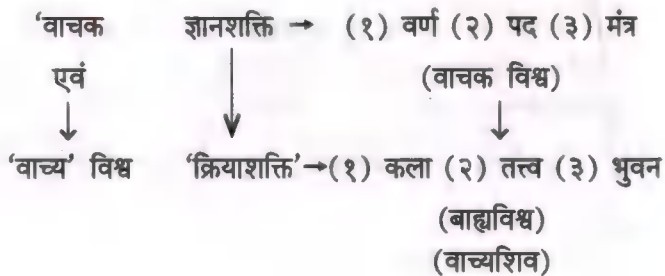 'वाचक ज्ञानशक्ति → (१) वर्ण (२) पद (३) मंत्र
एवं (वाचक विश्व)
'वाच्य' विश्व 'क्रियाशक्ति'→(१) कला (२) तत्त्व (३) भुवन
(बाह्यविश्व)
(वाच्यशिव)